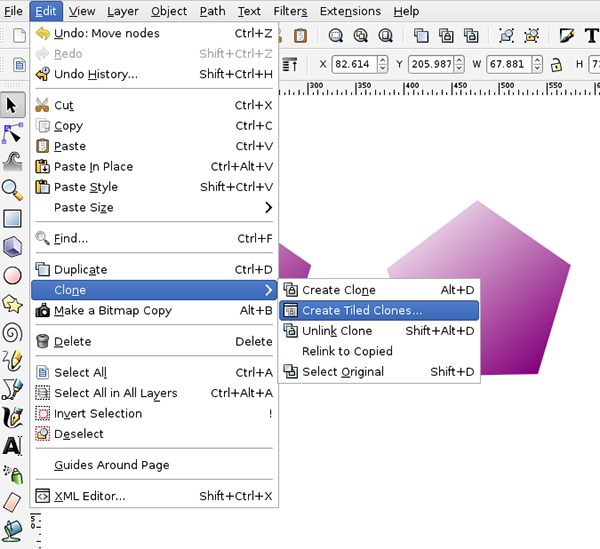 File Edit View Layer Object Path Text Filters Extensions Help
X 82.614 Y 205.987 W 67.881 H
300 400 500
Undo: Move nodes Ctrl+Z
Redo Shift+Ctrl+Z
Undo History... Shift+Ctrl+H
Cut Ctrl+X
Copy Ctrl+C
Paste Ctrl+V
Paste In Place Ctrl+Alt+V
Paste Style Shift+Ctrl+V
Paste Size
Find... Ctrl+F
Duplicate Ctrl+D
Clone
Create Clone Alt+D
Create Tiled Clones...
Unlink Clone Shift+Alt+D
Relink to Copied
Select Original Shift+D
Make a Bitmap Copy Alt+B
Delete Delete
Select All Ctrl+A
Select All in All Layers Ctrl+Alt+A
Invert Selection !
Deselect
Guides Around Page
XML Editor... Shift+Ctrl+X